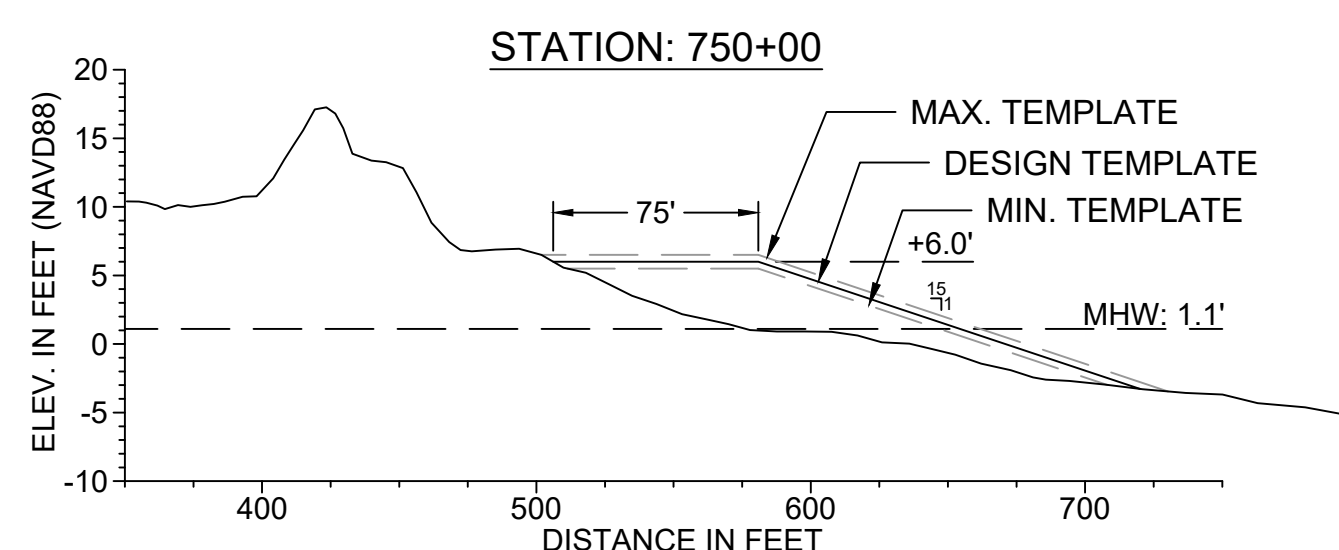 STATION: 750+00
20
15
10
5
0
-5
-10
ELEV. IN FEET (NAVD88)
MAX. TEMPLATE
DESIGN TEMPLATE
MIN. TEMPLATE
75'
+6.0'
15
1
MHW: 1.1'
400 500 600 700
DISTANCE IN FEET